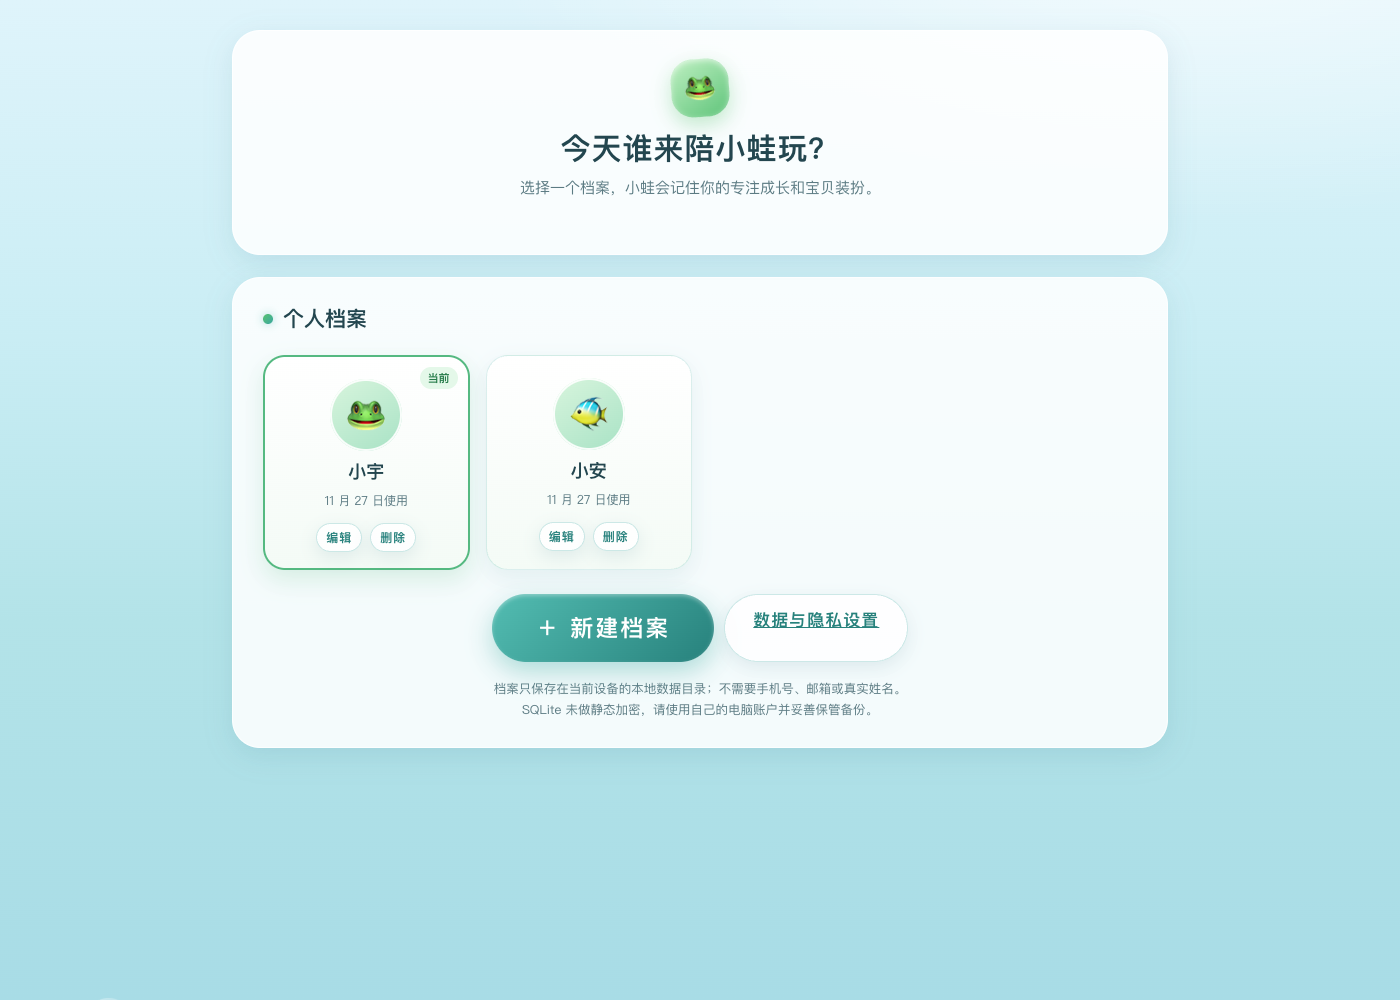 今天谁来陪小蛙玩?
选择一个档案，小蛙会记住你的专注成长和宝贝装扮。
个人档案
当前
小宇
11 月 27 日使用
编辑
删除
小安
11 月 27 日使用
编辑
删除
＋ 新建档案
数据与隐私设置
档案只保存在当前设备的本地数据目录；不需要手机号、邮箱或真实姓名。
SQLite 未做静态加密，请使用自己的电脑账户并妥善保管备份。